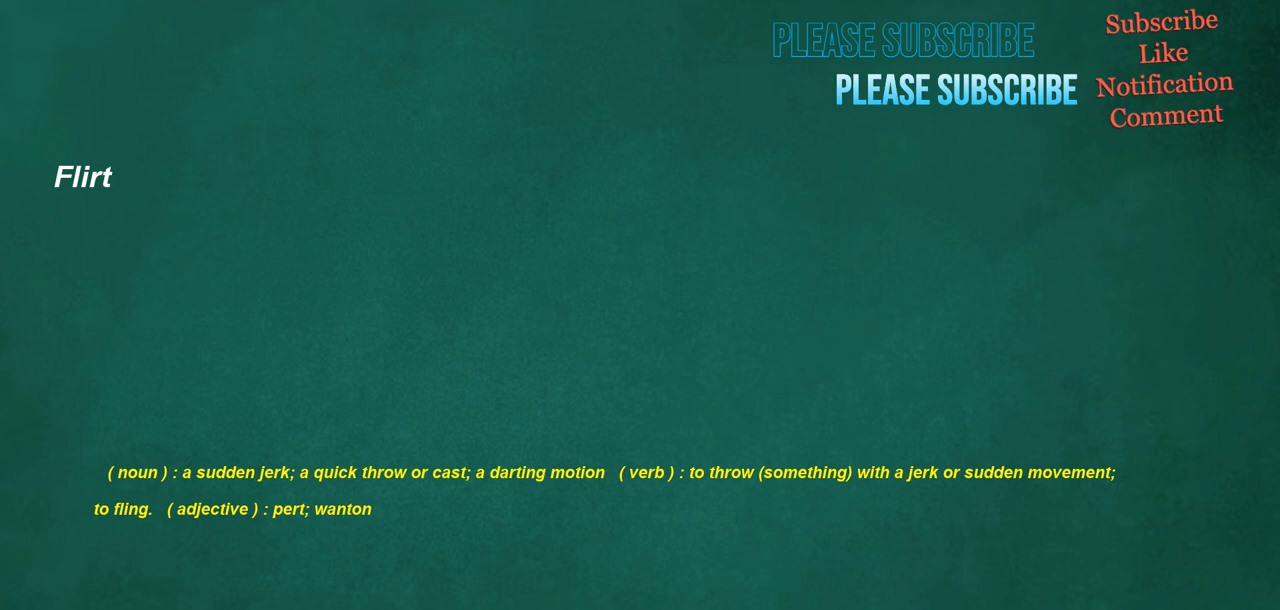 PLEASE SUBSCRIBE
PLEASE SUBSCRIBE
Subscribe
Like
Notification
Comment
Flirt
( noun ) : a sudden jerk; a quick throw or cast; a darting motion ( verb ) : to throw (something) with a jerk or sudden movement;
to fling. ( adjective ) : pert; wanton